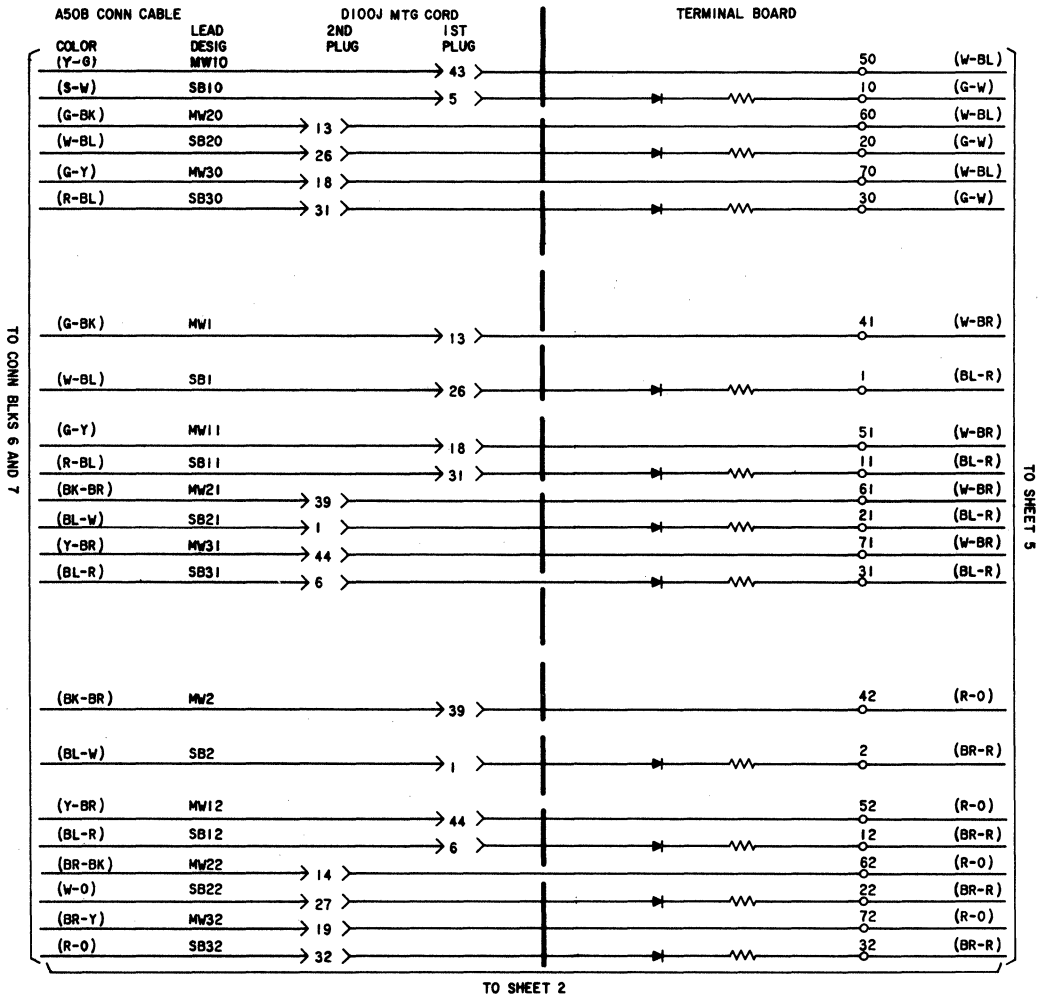 A50B CONN CABLE D100J MTG CORD TERMINAL BOARD
COLOR LEAD DESIG 2ND PLUG 1ST PLUG
(Y-G) MW10 43 50 (W-BL)
(S-W) SB10 5 10 (G-W)
(G-BK) MW20 13 60 (W-BL)
(W-BL) SB20 26 20 (G-W)
(G-Y) MW30 18 70 (W-BL)
(R-BL) SB30 31 30 (G-W)
(G-BK) MW1 13 41 (W-BR)
(W-BL) SB1 26 1 (BL-R)
(G-Y) MW11 18 51 (W-BR)
(R-BL) SB11 31 11 (BL-R)
(BK-BR) MW21 39 61 (W-BR)
(BL-W) SB21 1 21 (BL-R)
(Y-BR) MW31 44 71 (W-BR)
(BL-R) SB31 6 31 (BL-R)
(BK-BR) MW2 39 42 (R-O)
(BL-W) SB2 1 2 (BR-R)
(Y-BR) MW12 44 52 (R-O)
(BL-R) SB12 6 12 (BR-R)
(BR-BK) MW22 14 62 (R-O)
(W-O) SB22 27 22 (BR-R)
(BR-Y) MW32 19 72 (R-O)
(R-O) SB32 32 32 (BR-R)
TO CONN BLKS 6 AND 7
TO SHEET 5
TO SHEET 2